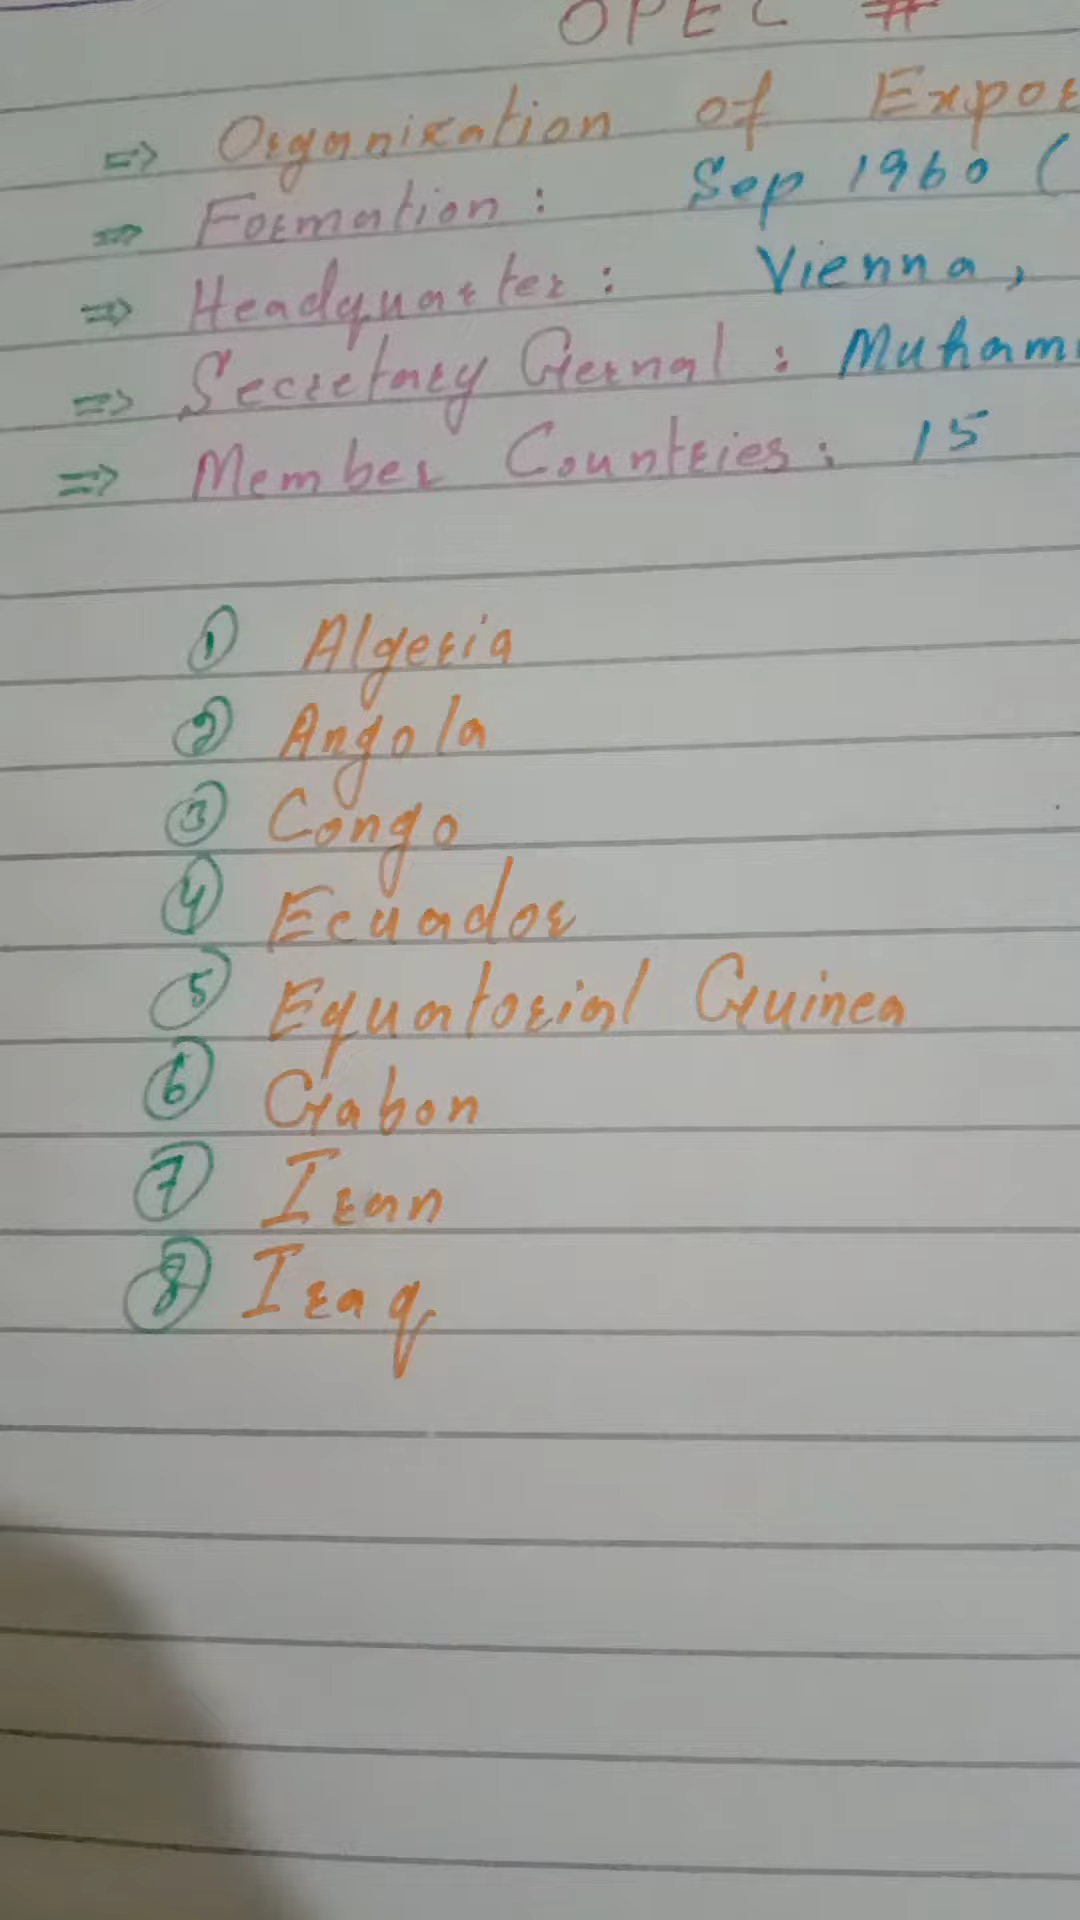 OPEC #
⇒ Organization of Expor
⇒ Formation : Sep 1960 (
⇒ Headquarter : Vienna,
⇒ Secretary Gernal : Muham
⇒ Member Countries : 15
① Algeria
② Angola
③ Congo
④ Ecuador
⑤ Equatorial Guinea
⑥ Gabon
⑦ Iran
⑧ Iraq